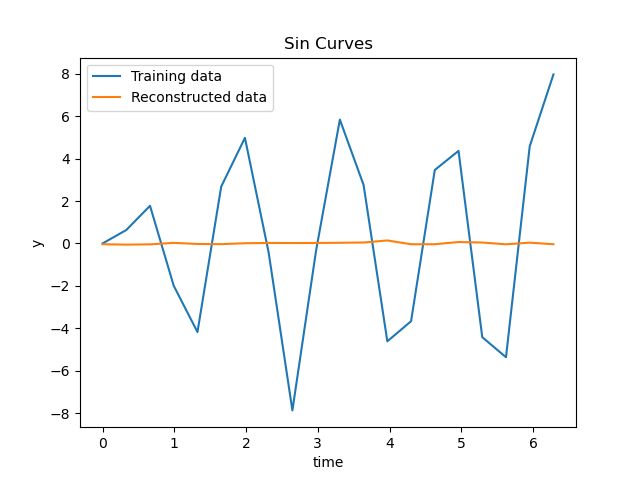 Sin Curves
Training data
Reconstructed data
8
6
4
2
0
−2
−4
−6
−8
y
0 1 2 3 4 5 6
time